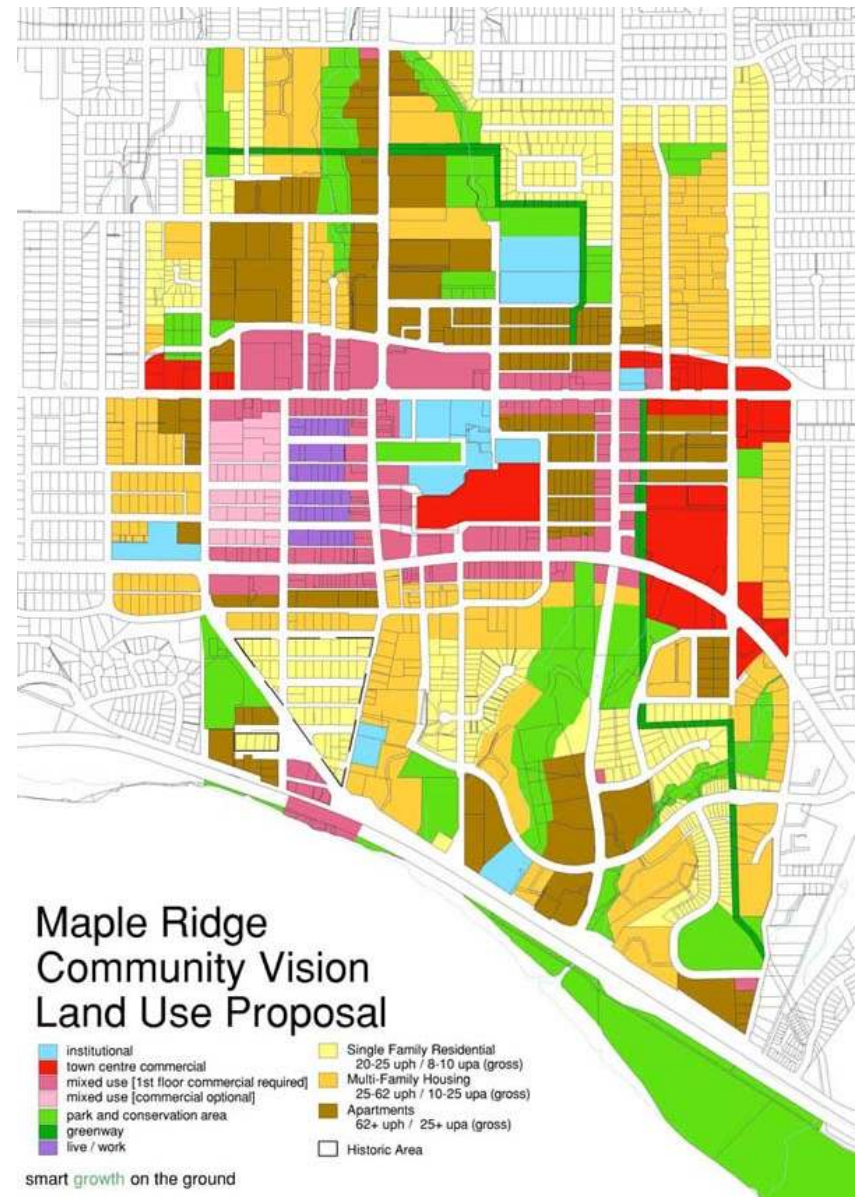 Maple Ridge
Community Vision
Land Use Proposal
institutional
town centre commercial
mixed use [1st floor commercial required]
mixed use [commercial optional]
park and conservation area
greenway
live / work
Single Family Residential
20-25 uph / 8-10 upa (gross)
Multi-Family Housing
25-62 uph / 10-25 upa (gross)
Apartments
62+ uph / 25+ upa (gross)
Historic Area
smart growth on the ground